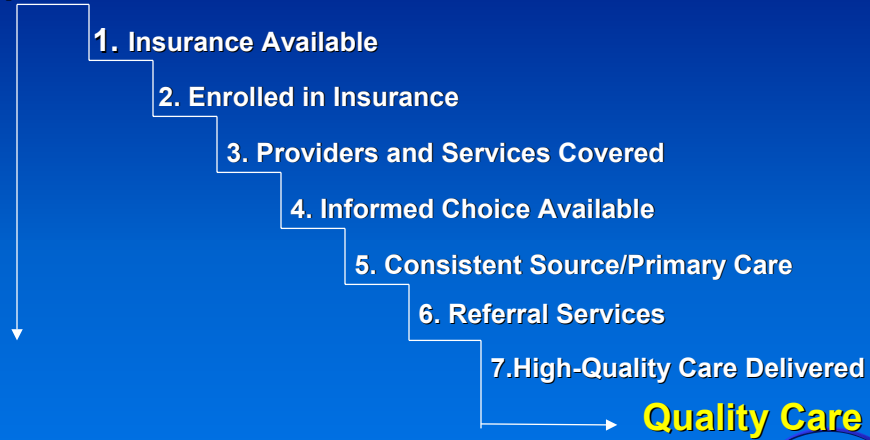 1. Insurance Available
2. Enrolled in Insurance
3. Providers and Services Covered
4. Informed Choice Available
5. Consistent Source/Primary Care
6. Referral Services
7.High-Quality Care Delivered
Quality Care